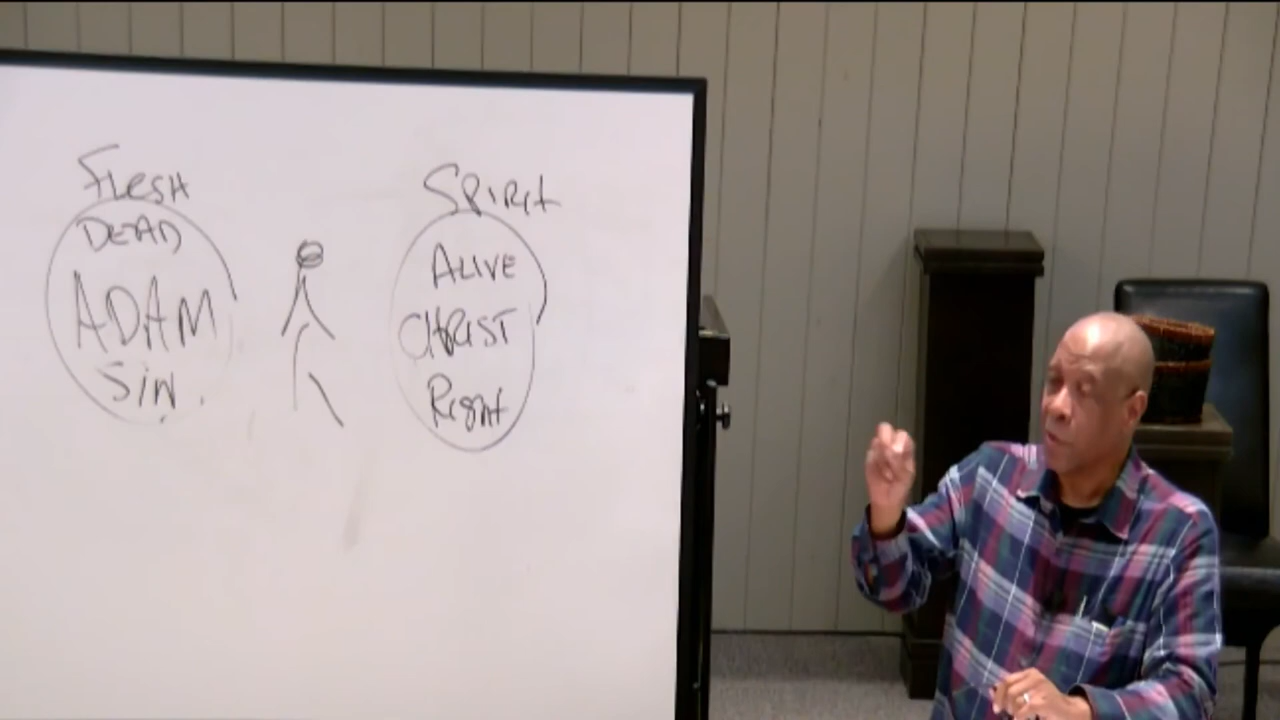 FLESH
DEAD
ADAM
SiN.
SPIRIt
ALIVE
CHRIST
Right